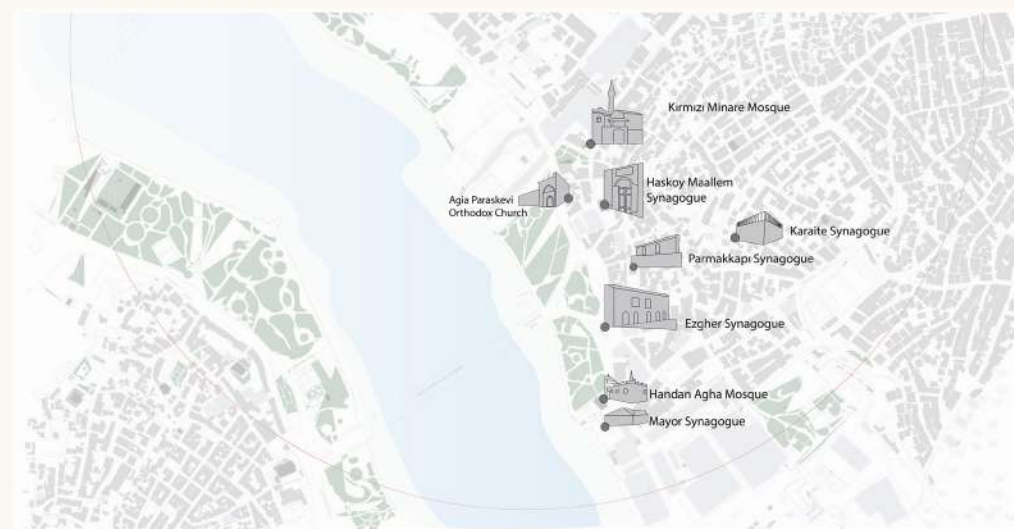 Kırmızı Minare Mosque
Haskoy Maallem
Synagogue
Agia Paraskevi
Orthodox Church
Karaite Synagogue
Parmakkapı Synagogue
Ezgher Synagogue
Handan Agha Mosque
Mayor Synagogue